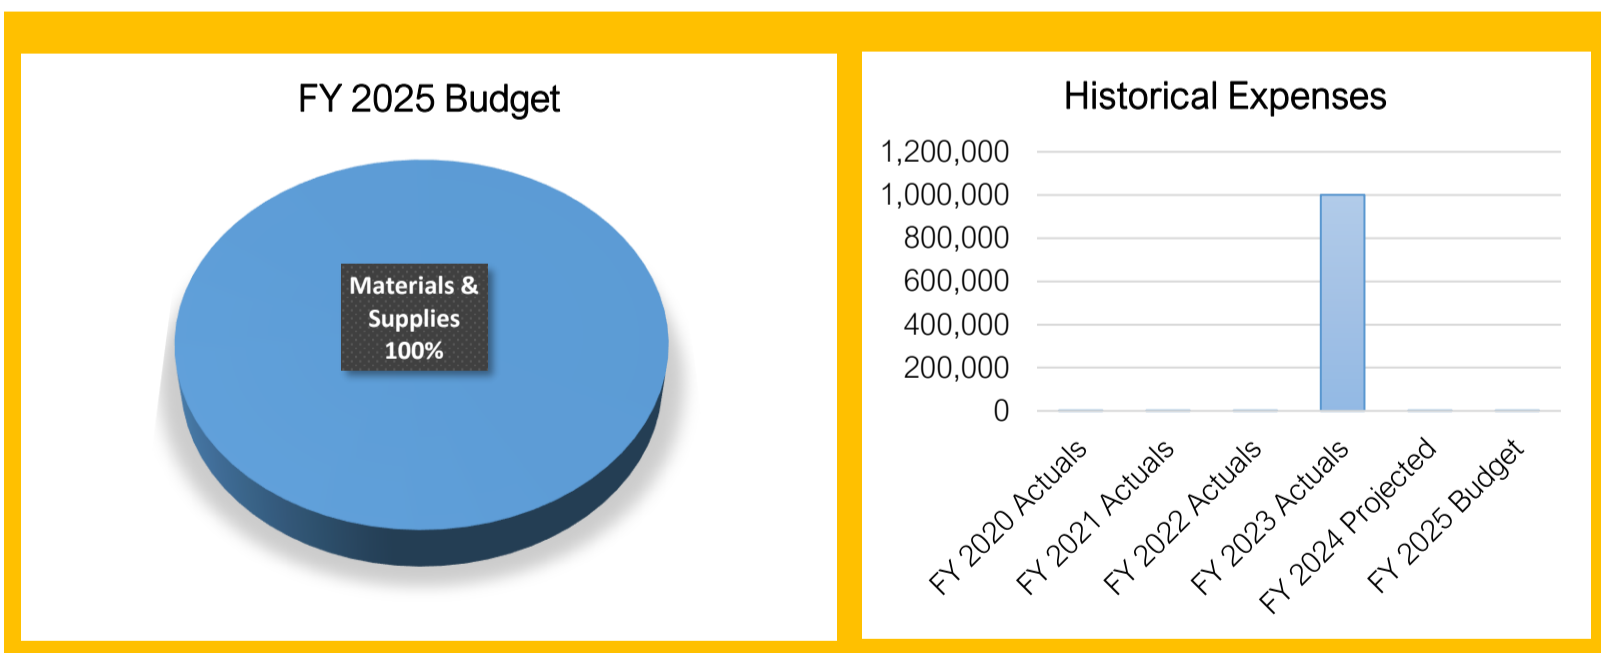 FY 2025 Budget
Materials &
Supplies
100%
Historical Expenses
1,200,000
1,000,000
800,000
600,000
400,000
200,000
0
FY 2020 Actuals
FY 2021 Actuals
FY 2022 Actuals
FY 2023 Actuals
FY 2024 Projected
FY 2025 Budget